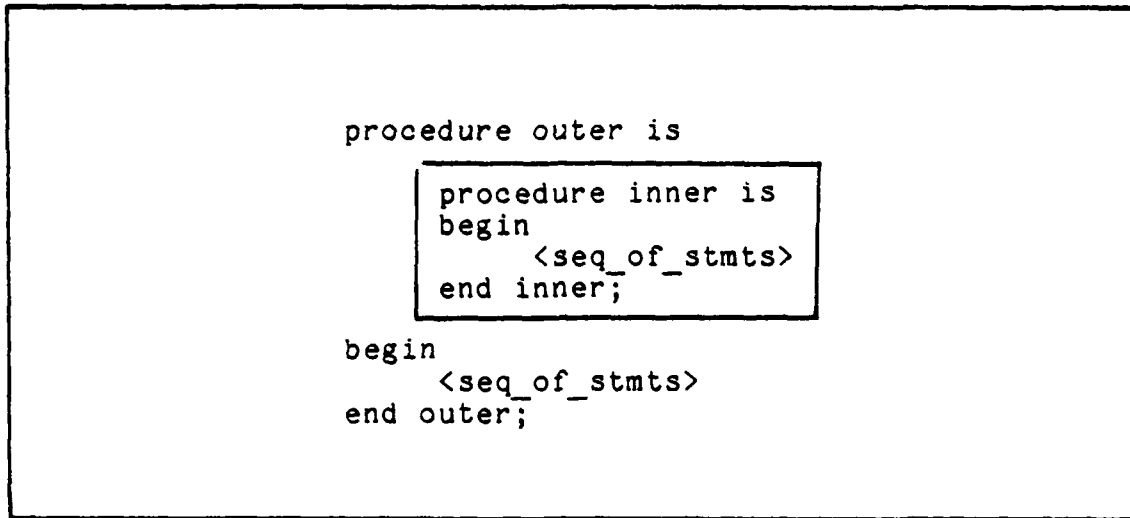 procedure outer is
procedure inner is
begin
<seq_of_stmts>
end inner;
begin
<seq_of_stmts>
end outer;